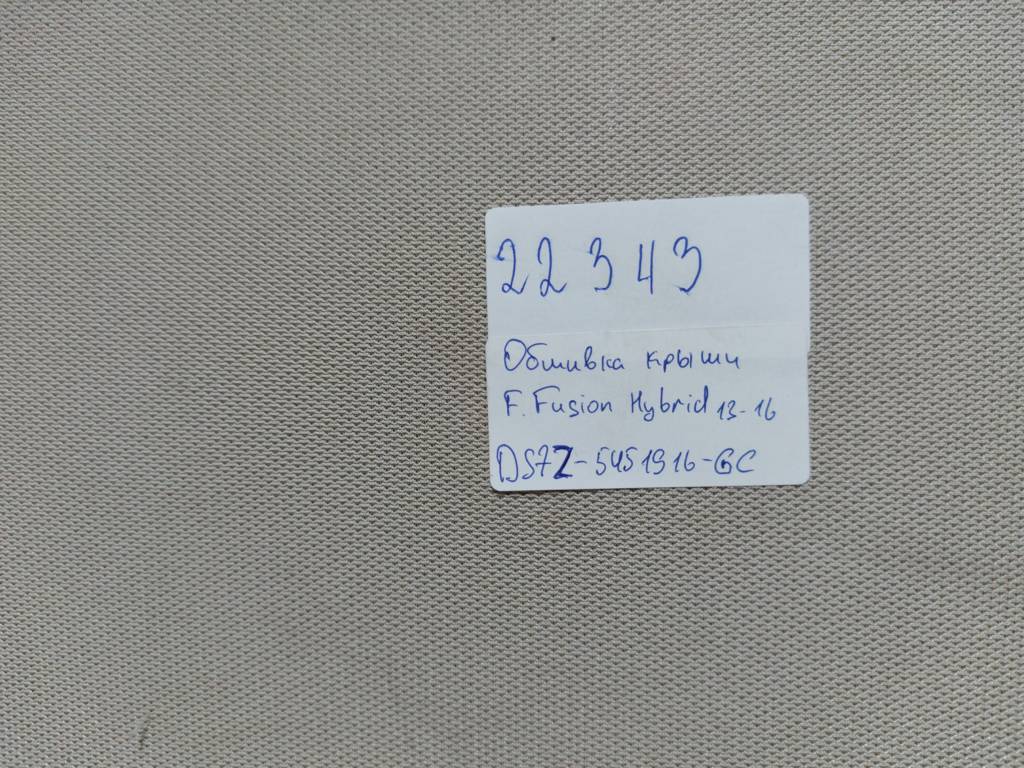 22343
Обшивка крыши
F. Fusion Hybrid 13-16
DS7Z-5451916-GC